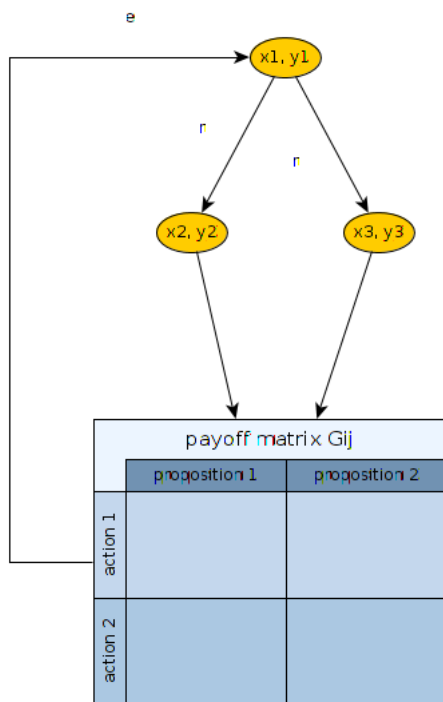 e
x1, y1
r
r
x2, y2
x3, y3
payoff matrix Gij
proposition 1
proposition 2
action 1
action 2